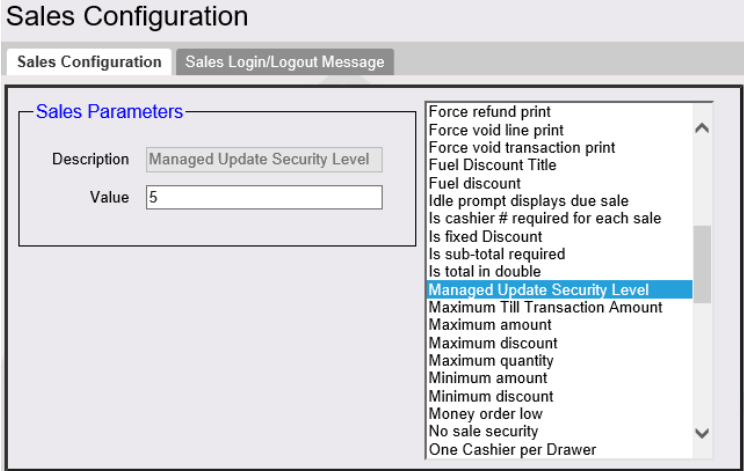 Sales Configuration
Sales Configuration
Sales Login/Logout Message
Sales Parameters
Description
Managed Update Security Level
Value
5
Force refund print
Force void line print
Force void transaction print
Fuel Discount Title
Fuel discount
Idle prompt displays due sale
Is cashier # required for each sale
Is fixed Discount
Is sub-total required
Is total in double
Managed Update Security Level
Maximum Till Transaction Amount
Maximum amount
Maximum discount
Maximum quantity
Minimum amount
Minimum discount
Money order low
No sale security
One Cashier per Drawer